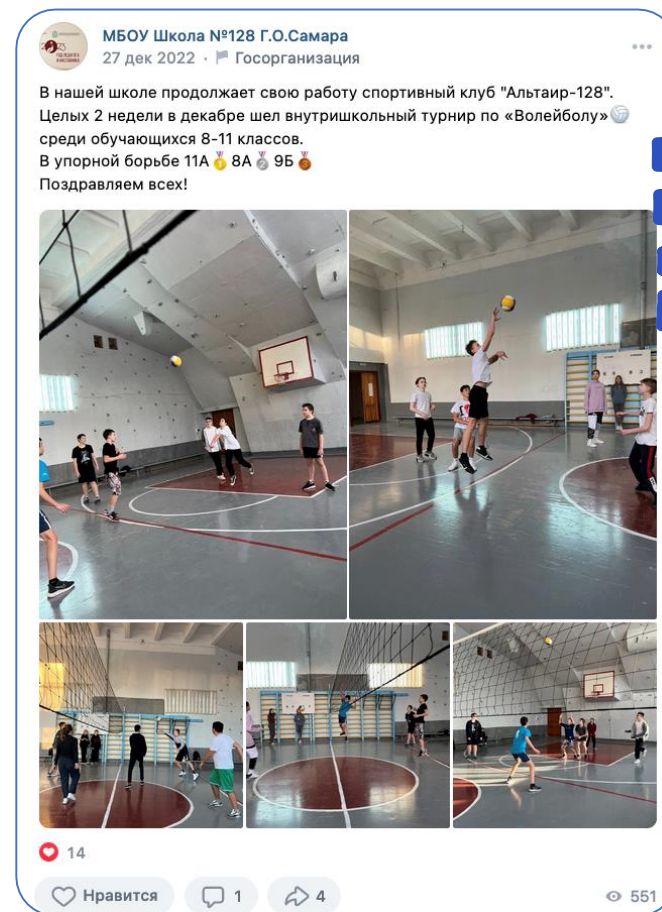 МБОУ Школа №128 Г.О.Самара
27 дек 2022 · Госорганизация
В нашей школе продолжает свою работу спортивный клуб "Альтаир-128".
Целых 2 недели в декабре шел внутришкольный турнир по «Волейболу»🏐
среди обучающихся 8-11 классов.
В упорной борьбе 11А🥇8А🥈9Б🥉
Поздравляем всех!
14
Нравится 1 4 551